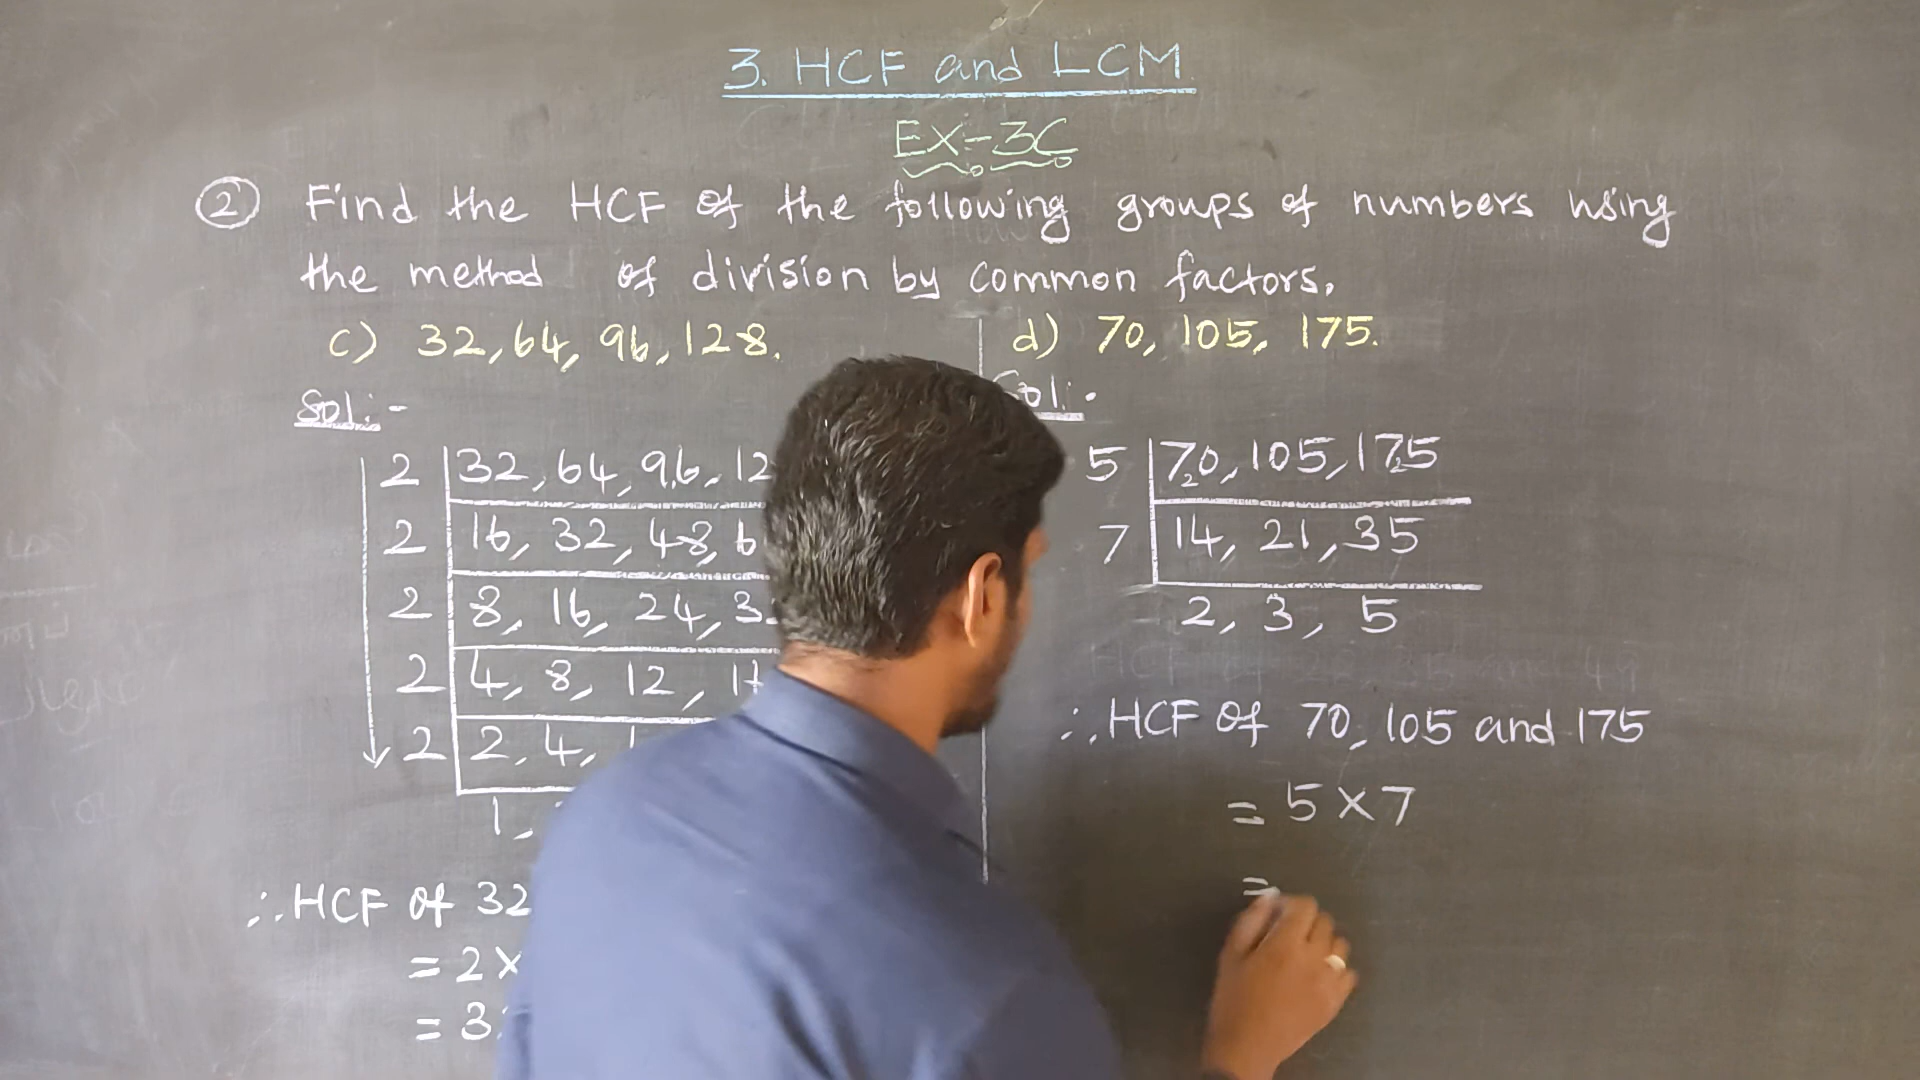 3. HCF and LCM
EX-3C
② Find the HCF of the following groups of numbers using
the method of division by common factors.
c) 32, 64, 96, 128.
Sol:-
2 32, 64, 96, 12
2 16, 32, 48, 6
2 8, 16, 24, 3
2 4, 8, 12, 1
2 2, 4,
1,
∴ HCF of 32
= 2 ×
= 3
d) 70, 105, 175.
Sol:-
5 70, 105, 175
7 14, 21, 35
2, 3, 5
∴ HCF of 70, 105 and 175
= 5 × 7
=